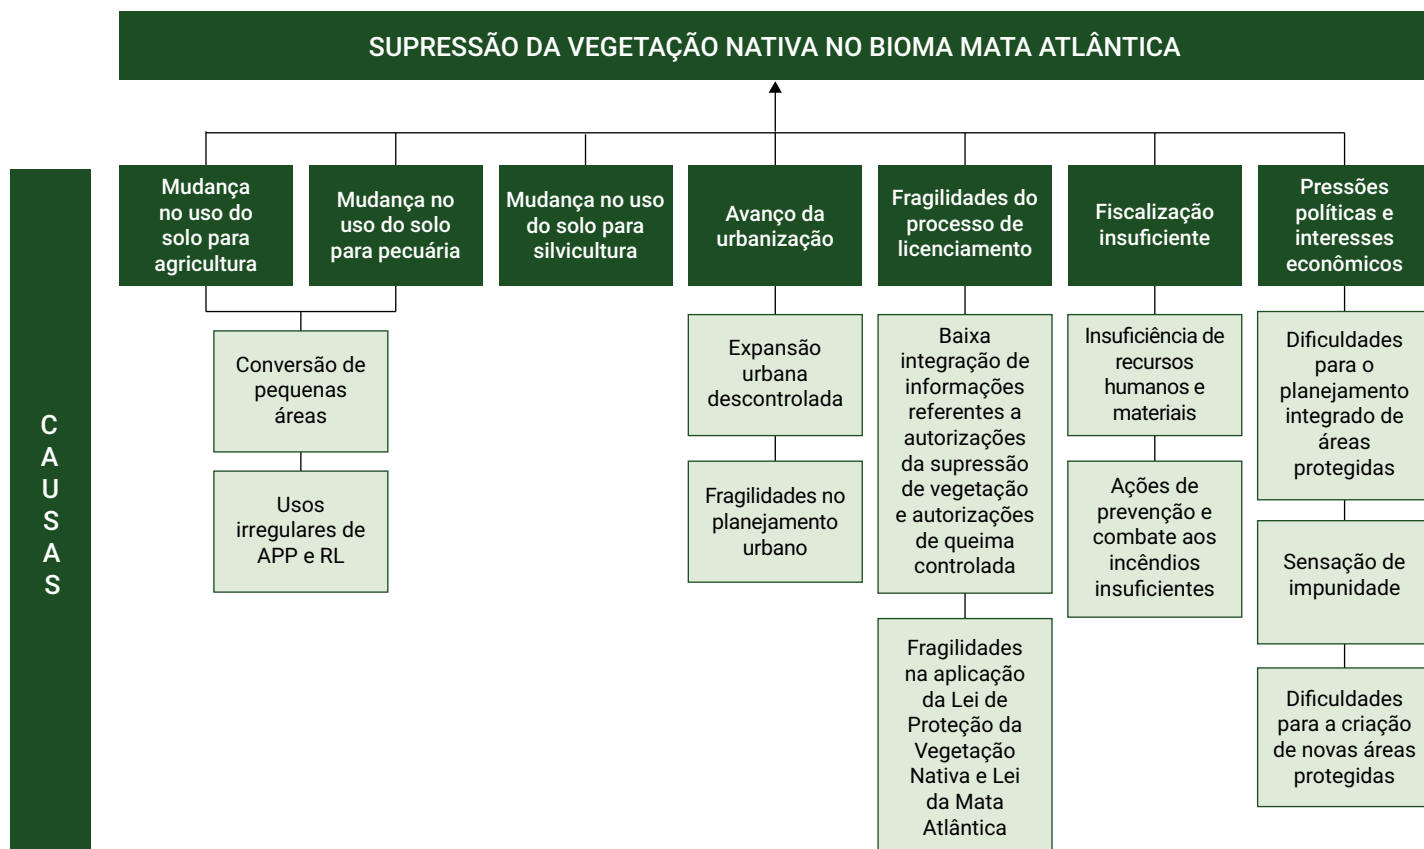 SUPRESSÃO DA VEGETAÇÃO NATIVA NO BIOMA MATA ATLÂNTICA
C
A
U
S
A
S
Mudança
no uso do
solo para
agricultura
Mudança no
uso do solo
para pecuária
Mudança no uso
do solo para
silvicultura
Avanço da
urbanização
Fragilidades do
processo de
licenciamento
Fiscalização
insuficiente
Pressões
políticas e
interesses
econômicos
Conversão de
pequenas
áreas
Usos
irregulares de
APP e RL
Expansão
urbana
descontrolada
Fragilidades no
planejamento
urbano
Baixa
integração de
informações
referentes a
autorizações
da supressão
de vegetação
e autorizações
de queima
controlada
Fragilidades
na aplicação
da Lei de
Proteção da
Vegetação
Nativa e Lei
da Mata
Atlântica
Insuficiência de
recursos
humanos e
materiais
Ações de
prevenção e
combate aos
incêndios
insuficientes
Dificuldades
para o
planejamento
integrado de
áreas
protegidas
Sensação de
impunidade
Dificuldades
para a criação
de novas áreas
protegidas